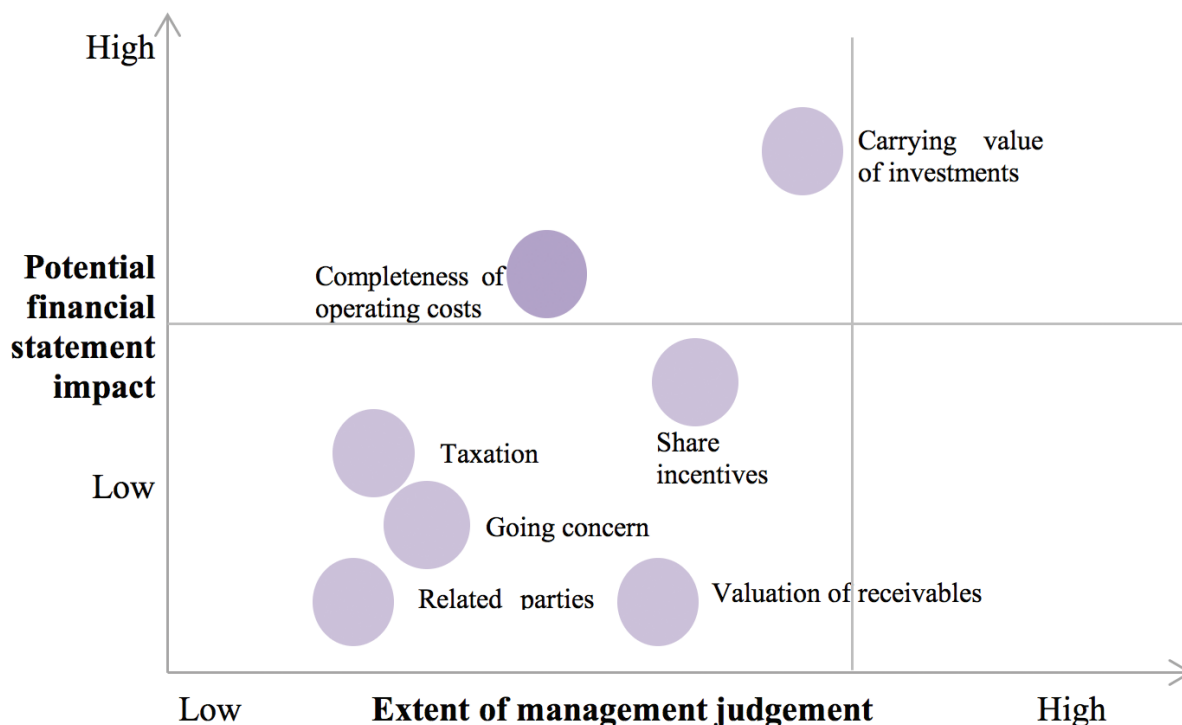 High
Carrying value
of investments
Completeness of
operating costs
Potential
financial
statement
impact
Share
incentives
Taxation
Low
Going concern
Related parties
Valuation of receivables
Low
Extent of management judgement
High